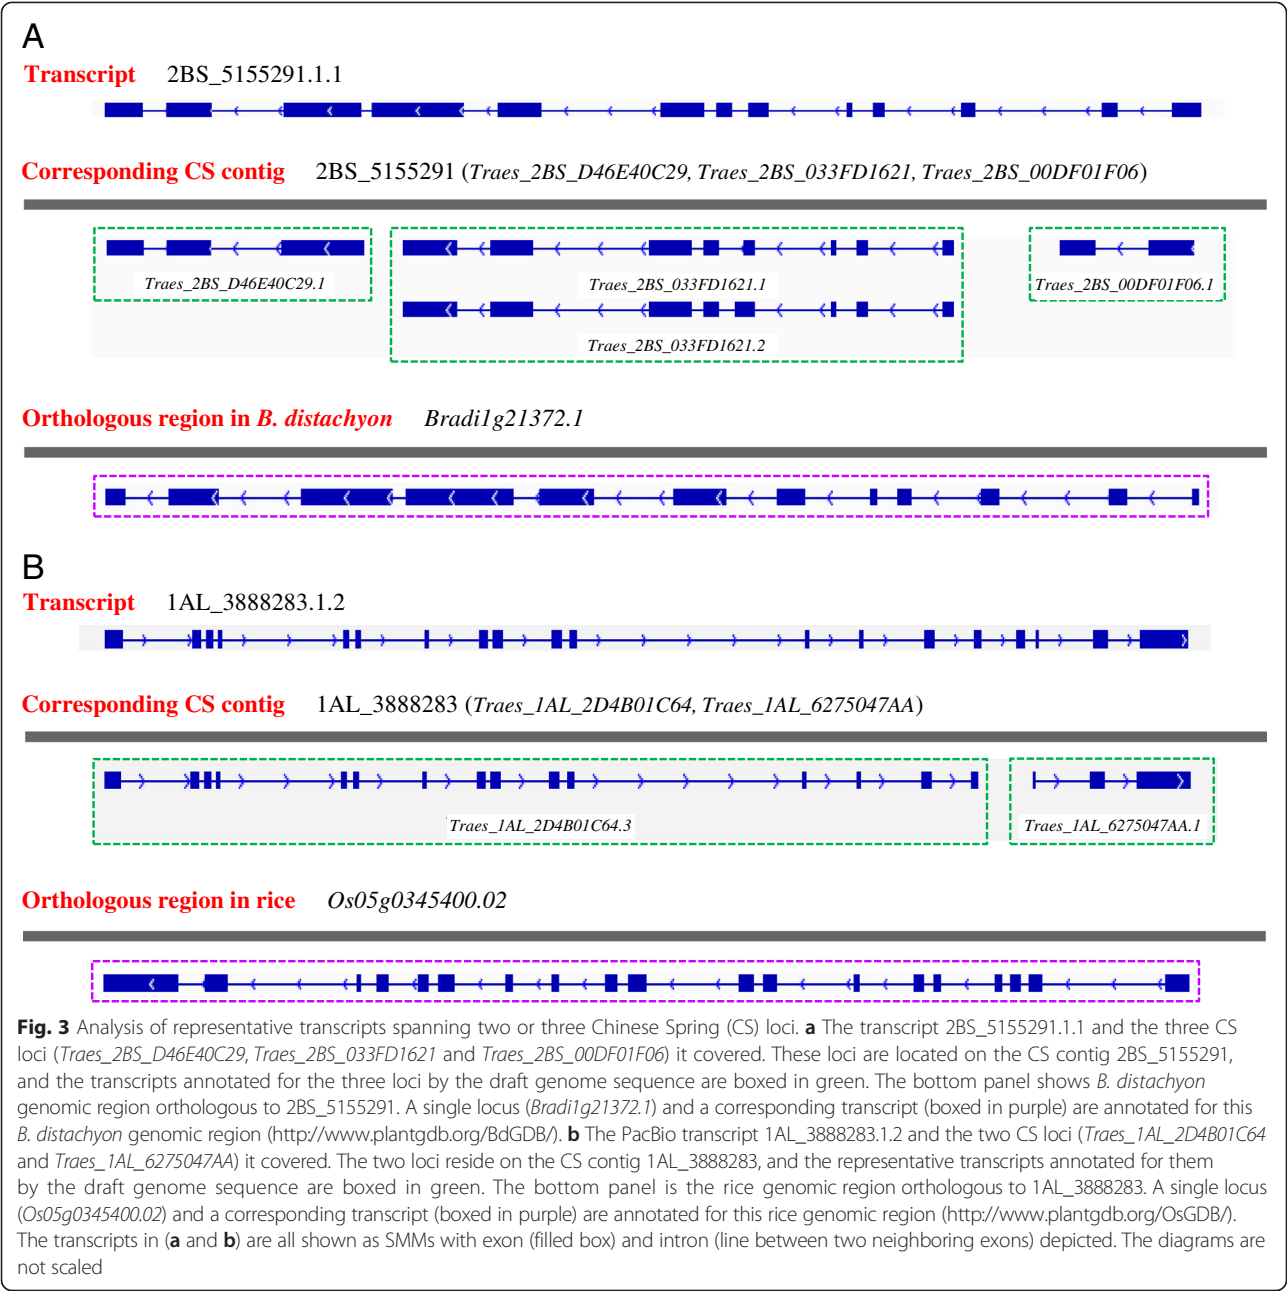 A
Transcript 2BS_5155291.1.1
Corresponding CS contig 2BS_5155291 (Traes_2BS_D46E40C29, Traes_2BS_033FD1621, Traes_2BS_00DF01F06)
Traes_2BS_D46E40C29.1
Traes_2BS_033FD1621.1
Traes_2BS_00DF01F06.1
Traes_2BS_033FD1621.2
Orthologous region in B. distachyon Bradi1g21372.1
B
Transcript 1AL_3888283.1.2
Corresponding CS contig 1AL_3888283 (Traes_1AL_2D4B01C64, Traes_1AL_6275047AA)
Traes_1AL_2D4B01C64.3
Traes_1AL_6275047AA.1
Orthologous region in rice Os05g0345400.02
Fig. 3 Analysis of representative transcripts spanning two or three Chinese Spring (CS) loci. a The transcript 2BS_5155291.1.1 and the three CS
loci (Traes_2BS_D46E40C29, Traes_2BS_033FD1621 and Traes_2BS_00DF01F06) it covered. These loci are located on the CS contig 2BS_5155291,
and the transcripts annotated for the three loci by the draft genome sequence are boxed in green. The bottom panel shows B. distachyon
genomic region orthologous to 2BS_5155291. A single locus (Bradi1g21372.1) and a corresponding transcript (boxed in purple) are annotated for this
B. distachyon genomic region (http://www.plantgdb.org/BdGDB/). b The PacBio transcript 1AL_3888283.1.2 and the two CS loci (Traes_1AL_2D4B01C64
and Traes_1AL_6275047AA) it covered. The two loci reside on the CS contig 1AL_3888283, and the representative transcripts annotated for them
by the draft genome sequence are boxed in green. The bottom panel is the rice genomic region orthologous to 1AL_3888283. A single locus
(Os05g0345400.02) and a corresponding transcript (boxed in purple) are annotated for this rice genomic region (http://www.plantgdb.org/OsGDB/).
The transcripts in (a and b) are all shown as SMMs with exon (filled box) and intron (line between two neighboring exons) depicted. The diagrams are
not scaled